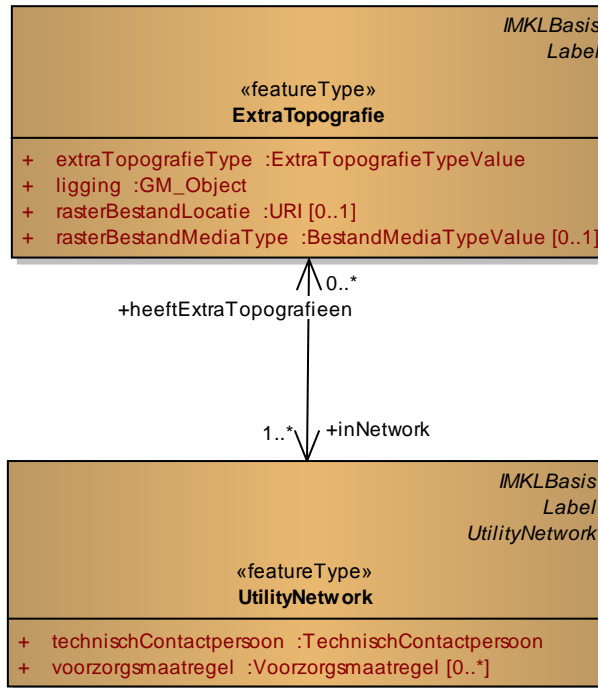 IMKLBasis
Label
«featureType»
ExtraTopografie
+ extraTopografieType :ExtraTopografieTypeValue
+ ligging :GM_Object
+ rasterBestandLocatie :URI [0..1]
+ rasterBestandMediaType :BestandMediaTypeValue [0..1]
0..*
+heeftExtraTopografieen
1..* +inNetwork
IMKLBasis
Label
UtilityNetwork
«featureType»
UtilityNetwork
+ technischContactpersoon :TechnischContactpersoon
+ voorzorgsmaatregel :Voorzorgsmaatregel [0..*]